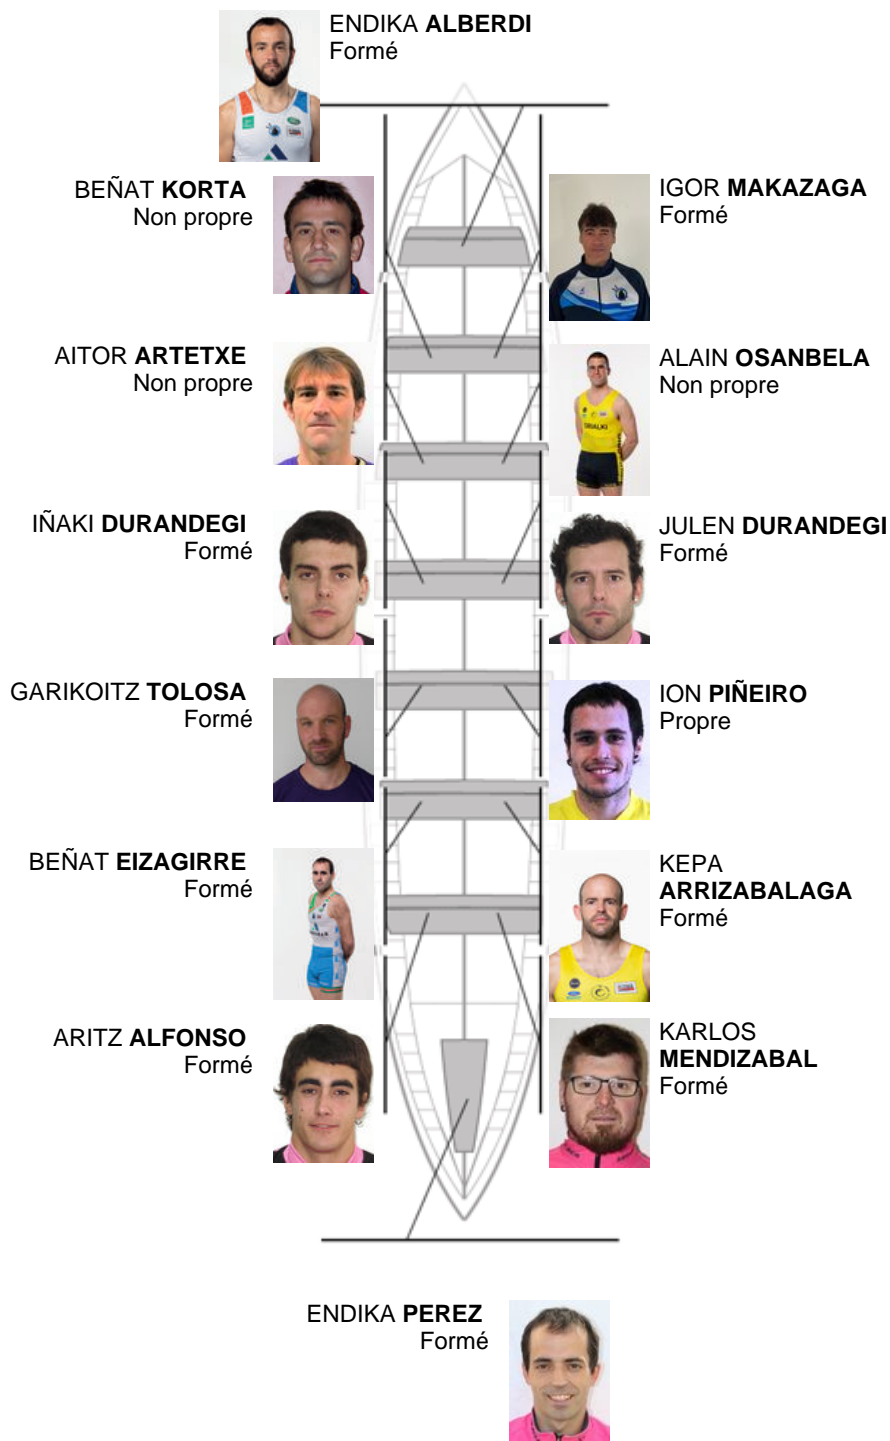 ENDIKA ALBERDI
Formé
BEÑAT KORTA
Non propre
IGOR MAKAZAGA
Formé
AITOR ARTETXE
Non propre
ALAIN OSANBELA
Non propre
IÑAKI DURANDEGI
Formé
JULEN DURANDEGI
Formé
GARIKOITZ TOLOSA
Formé
ION PIÑEIRO
Propre
BEÑAT EIZAGIRRE
Formé
KEPA
ARRIZABALAGA
Formé
ARITZ ALFONSO
Formé
KARLOS
MENDIZABAL
Formé
ENDIKA PEREZ
Formé